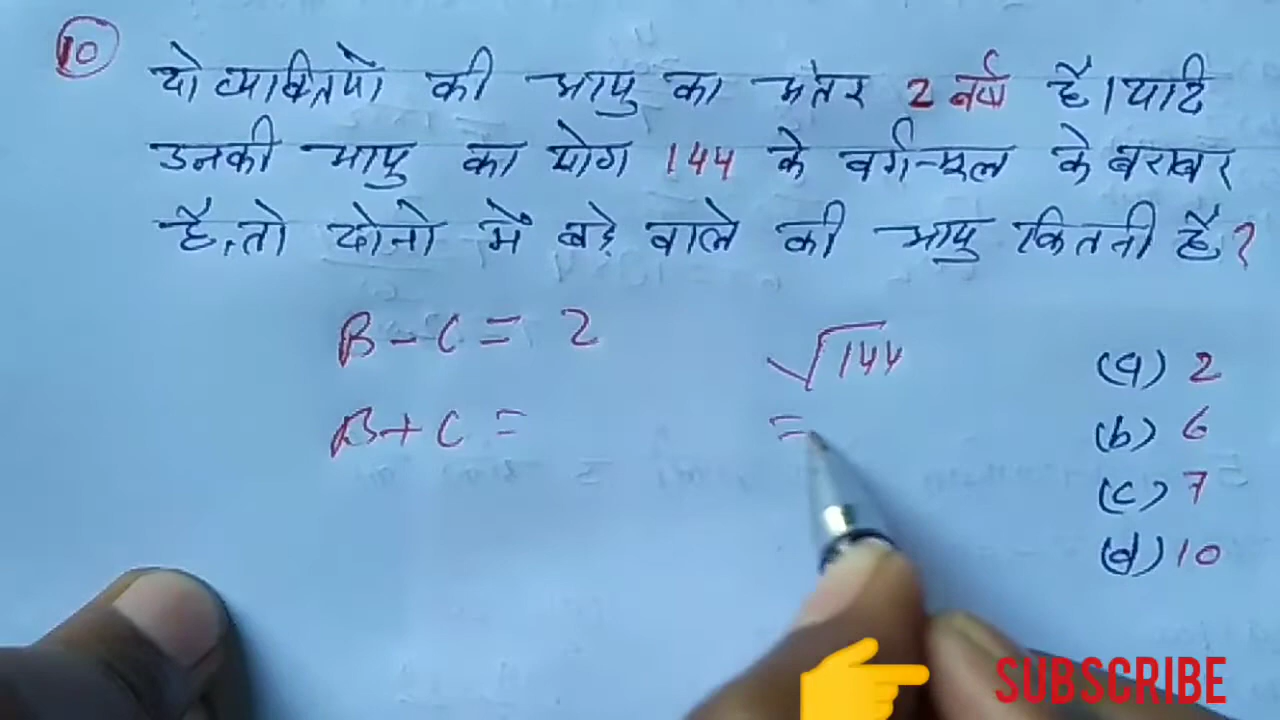 10
दो व्यक्तियो की आयु का अंतर 2 वर्ष है। यदि
उनकी आयु का योग 144 के वर्ग-मूल के बराबर
है, तो दोनो में बड़े वाले की आयु कितनी है ?
B - C = 2
√144
(a) 2
B + C =
=
(b) 6
(c) 7
(d) 10
SUBSCRIBE